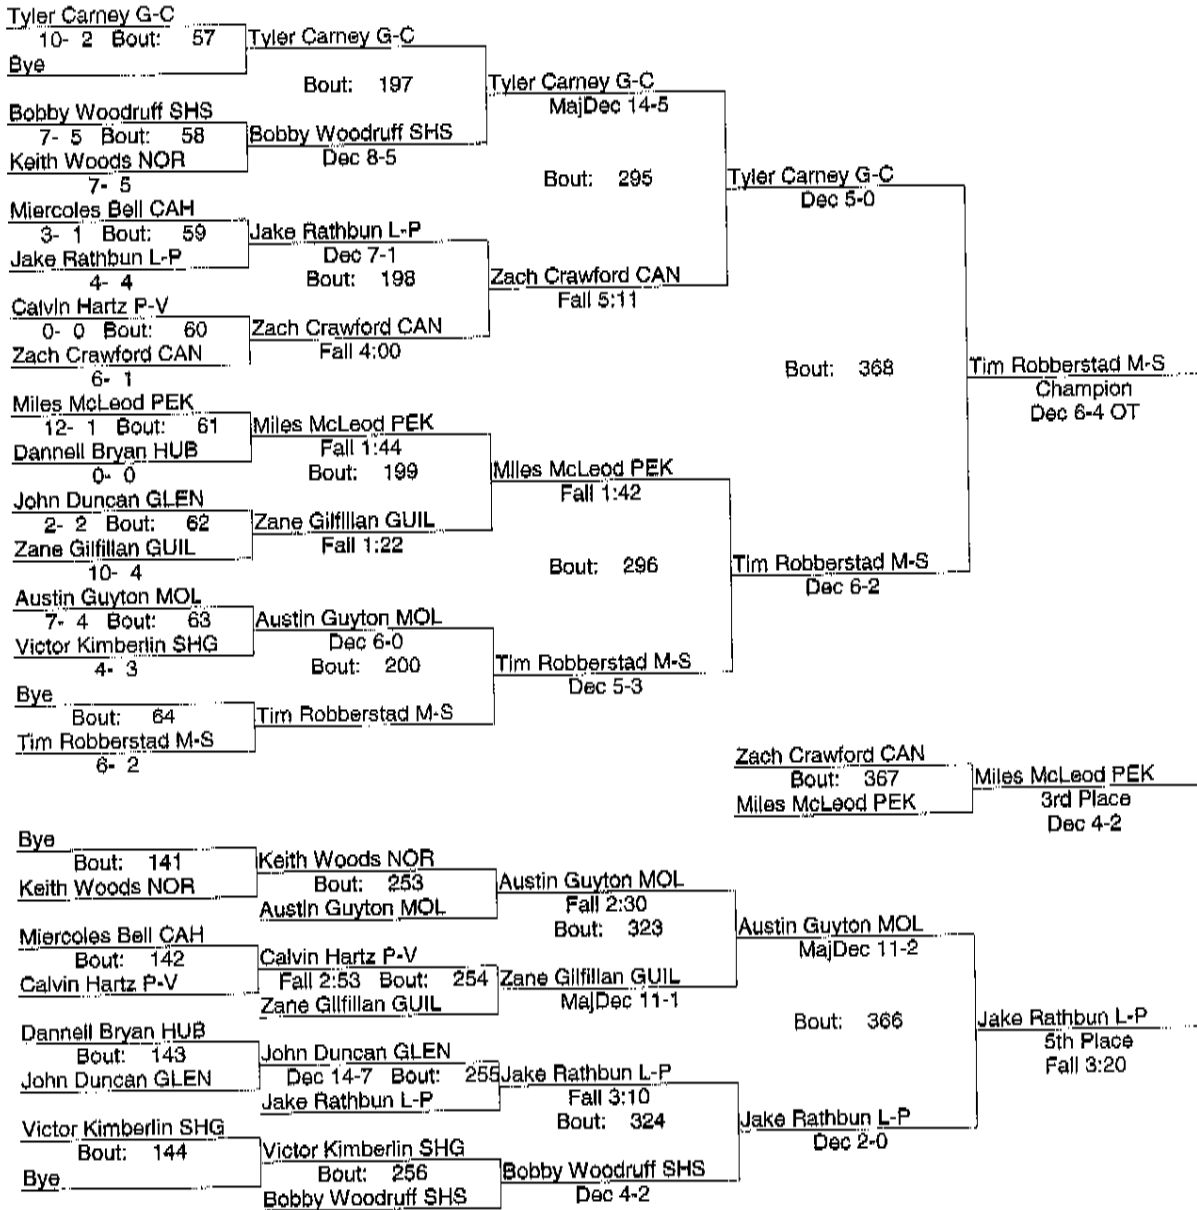 Tyler Carney G-C
10- 2 Bout: 57
Bye
Tyler Carney G-C
Bout: 197
Bobby Woodruff SHS
7- 5 Bout: 58
Keith Woods NOR
7- 5
Bobby Woodruff SHS
Dec 8-5
Tyler Carney G-C
MajDec 14-5
Bout: 295
Miercoles Bell CAH
3- 1 Bout: 59
Jake Rathbun L-P
4- 4
Jake Rathbun L-P
Dec 7-1
Bout: 198
Calvin Hartz P-V
0- 0 Bout: 60
Zach Crawford CAN
6- 1
Zach Crawford CAN
Fall 4:00
Zach Crawford CAN
Fall 5:11
Tyler Carney G-C
Dec 5-0
Bout: 368
Tim Robberstad M-S
Champion
Dec 6-4 OT
Miles McLeod PEK
12- 1 Bout: 61
Dannell Bryan HUB
0- 0
Miles McLeod PEK
Fall 1:44
Bout: 199
John Duncan GLEN
2- 2 Bout: 62
Zane Gilfillan GUIL
10- 4
Zane Gilfillan GUIL
Fall 1:22
Miles McLeod PEK
Fall 1:42
Bout: 296
Austin Guyton MOL
7- 4 Bout: 63
Victor Kimberlin SHG
4- 3
Austin Guyton MOL
Dec 6-0
Bout: 200
Bye
Bout: 64
Tim Robberstad M-S
6- 2
Tim Robberstad M-S
Tim Robberstad M-S
Dec 5-3
Tim Robberstad M-S
Dec 6-2
Zach Crawford CAN
Bout: 367
Miles McLeod PEK
Miles McLeod PEK
3rd Place
Dec 4-2
Bye
Bout: 141
Keith Woods NOR
Keith Woods NOR
Bout: 253
Austin Guyton MOL
Austin Guyton MOL
Fall 2:30
Bout: 323
Miercoles Bell CAH
Bout: 142
Calvin Hartz P-V
Calvin Hartz P-V
Fall 2:53 Bout: 254
Zane Gilfillan GUIL
Zane Gilfillan GUIL
MajDec 11-1
Austin Guyton MOL
MajDec 11-2
Bout: 366
Dannell Bryan HUB
Bout: 143
John Duncan GLEN
John Duncan GLEN
Dec 14-7 Bout: 255
Jake Rathbun L-P
Jake Rathbun L-P
Fall 3:10
Bout: 324
Victor Kimberlin SHG
Bout: 144
Bye
Victor Kimberlin SHG
Bout: 256
Bobby Woodruff SHS
Bobby Woodruff SHS
Dec 4-2
Jake Rathbun L-P
Dec 2-0
Jake Rathbun L-P
5th Place
Fall 3:20